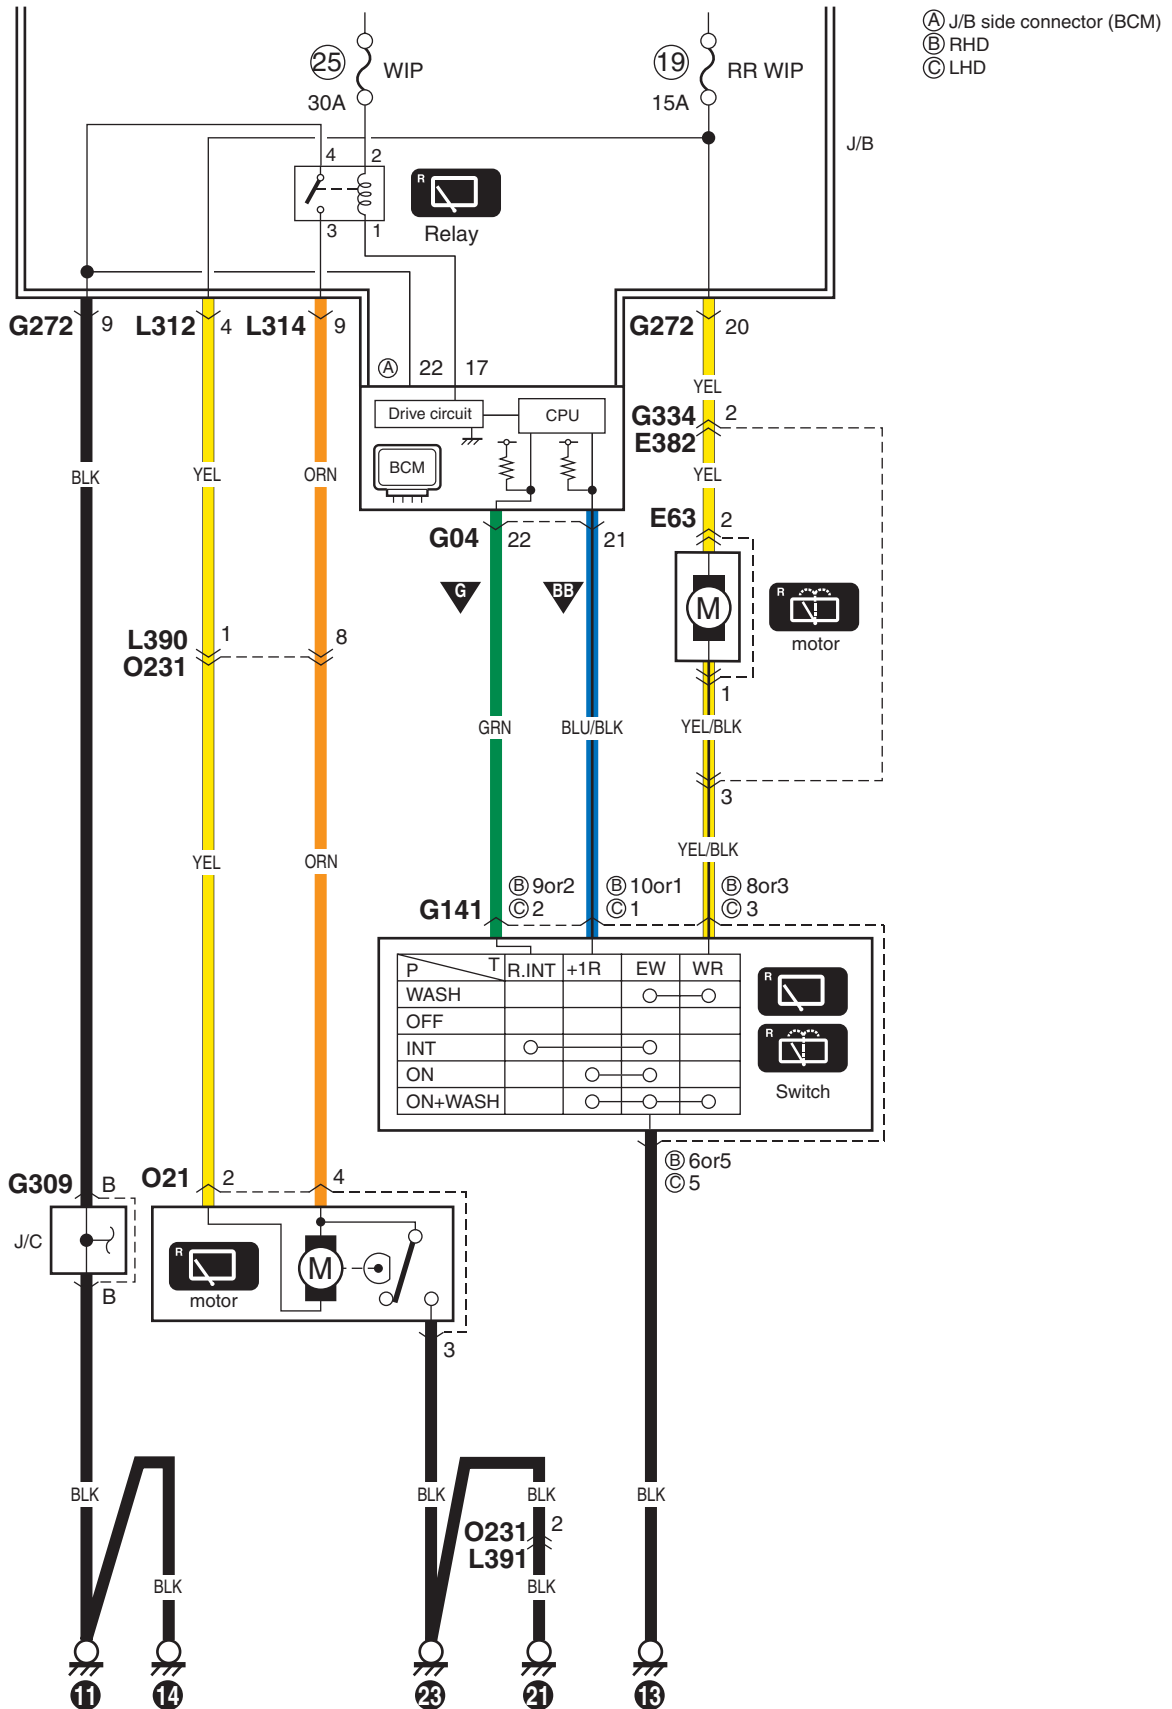 Ⓐ J/B side connector (BCM)
Ⓑ RHD
Ⓒ LHD
25 WIP
30A
19 RR WIP
15A
J/B
4 2
R
3 1
Relay
G272 9 L312 4 L314 9 G272 20
Ⓐ 22 17
YEL
Drive circuit CPU
G334 2
E382
BCM
BLK YEL ORN YEL
E63 2
G04 22 21
G BB
M
R
motor
L390 1 8
O231
1
GRN BLU/BLK YEL/BLK
3
YEL ORN YEL/BLK
Ⓑ 9or2 Ⓑ 10or1 Ⓑ 8or3
G141 Ⓒ 2 Ⓒ 1 Ⓒ 3
P T R.INT +1R EW WR
WASH
OFF
INT
ON
ON+WASH
R
R
Switch
Ⓑ 6or5
Ⓒ 5
G309 B O21 2 4
J/C
R
motor
M
B
3
BLK BLK BLK BLK
O231 2
L391
BLK BLK
11 14 23 21 13